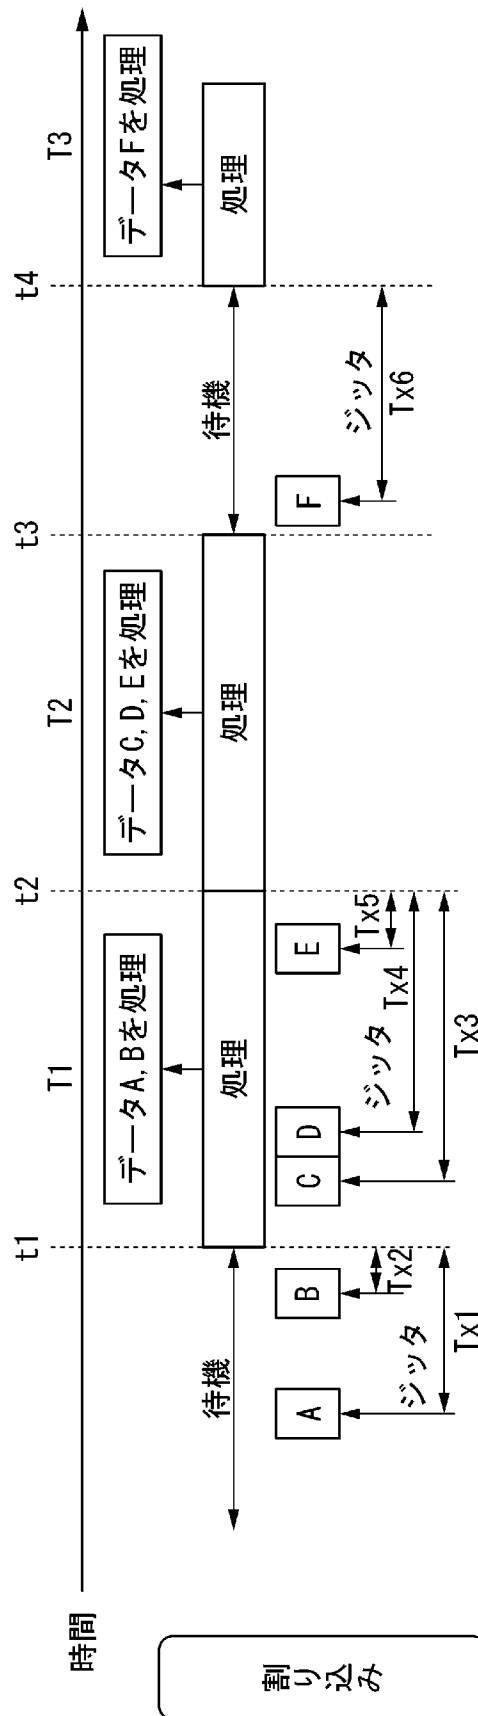 時間
t1
T1
t2
T2
t3
t4
T3
データA,Bを処理
データC,D,Eを処理
データFを処理
待機
処理
処理
待機
処理
割り込み
A
B
C
D
E
F
ジッタ
Tx1
Tx2
ジッタ
Tx3
Tx4
Tx5
ジッタ
Tx6